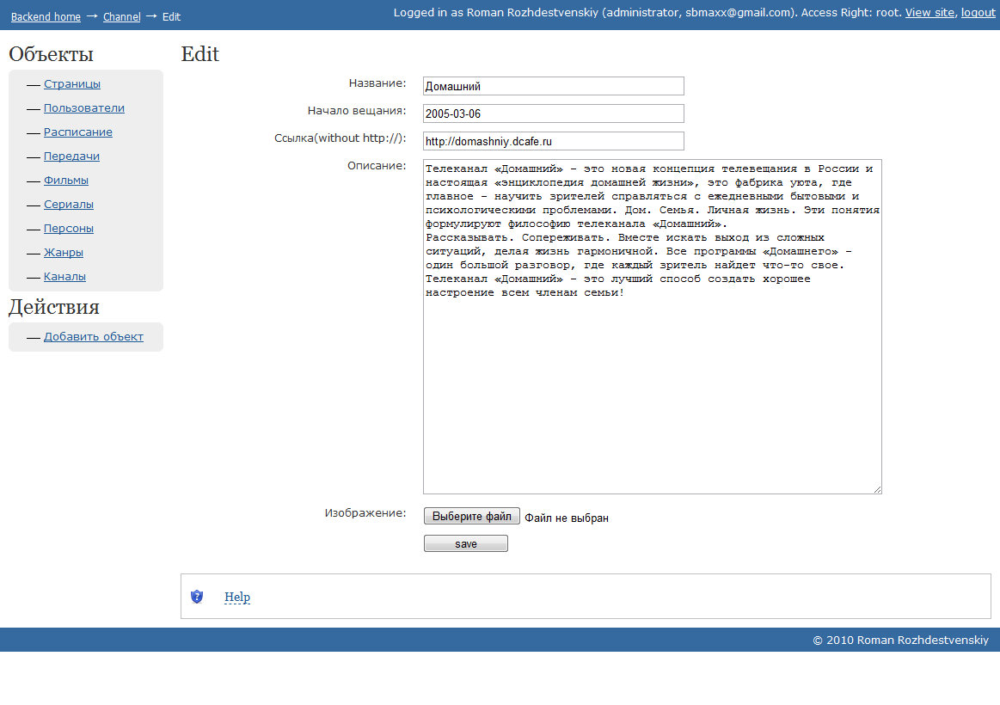 Backend home → Channel → Edit
Logged in as Roman Rozhdestvenskiy (administrator, sbmaxx@gmail.com). Access Right: root. View site, logout
Объекты
— Страницы
— Пользователи
— Расписание
— Передачи
— Фильмы
— Сериалы
— Персоны
— Жанры
— Каналы
Действия
— Добавить объект
Edit
Название:
Домашний
Начало вещания:
2005-03-06
Ссылка(without http://):
http://domashniy.dcafe.ru
Описание:
Телеканал «Домашний» – это новая концепция телевещания в России и
настоящая «энциклопедия домашней жизни», это фабрика уюта, где
главное – научить зрителей справляться с ежедневными бытовыми и
психологическими проблемами. Дом. Семья. Личная жизнь. Эти понятия
формулируют философию телеканала «Домашний».
Рассказывать. Сопереживать. Вместе искать выход из сложных
ситуаций, делая жизнь гармоничной. Все программы «Домашнего» –
один большой разговор, где каждый зритель найдет что-то свое.
Телеканал «Домашний» – это лучший способ создать хорошее
настроение всем членам семьи!
Изображение:
Выберите файл Файл не выбран
save
? Help
© 2010 Roman Rozhdestvenskiy